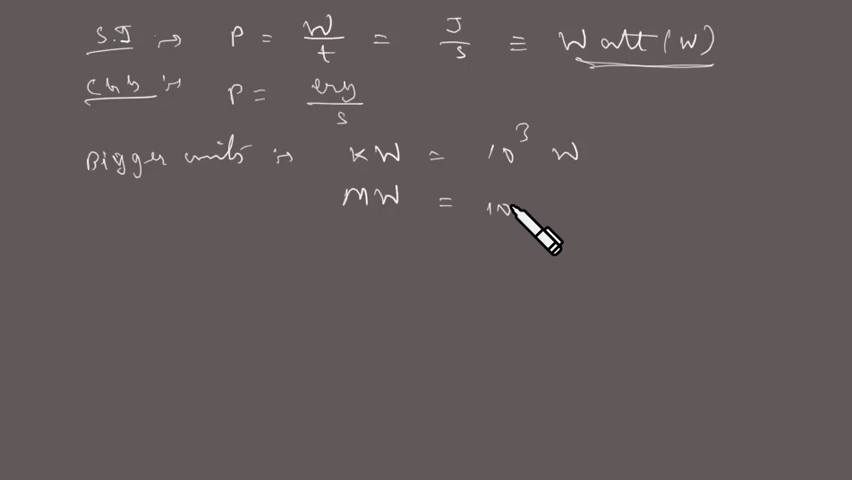 S.I :→ P = W/t = J/s ≡ Watt(W)
CGS :→ P = erg/s
Bigger units :→ KW = 10³ W
MW = 10